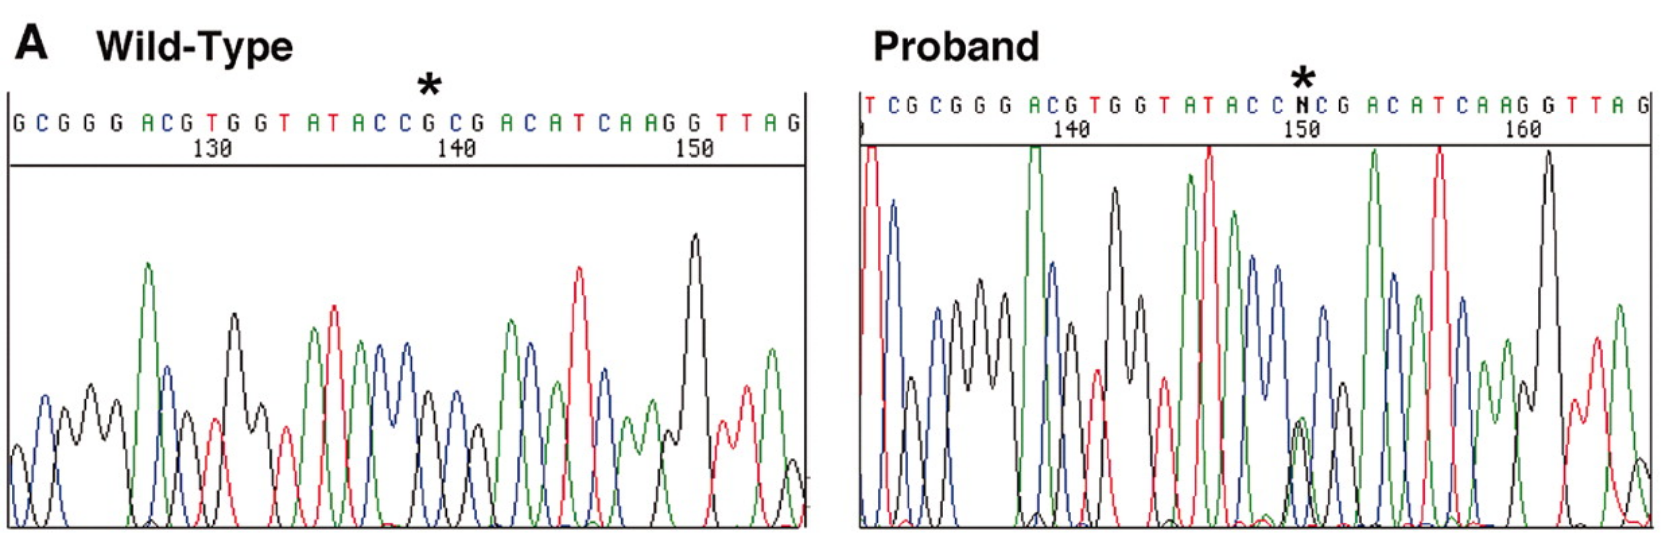 A Wild-Type
*
G C G G G A C G T G G T A T A C C G C G A C A T C A A G G T T A G
130 140 150
Proband
*
T C G C G G G A C G T G G T A T A C C N C G A C A T C A A G G T T A G
140 150 160